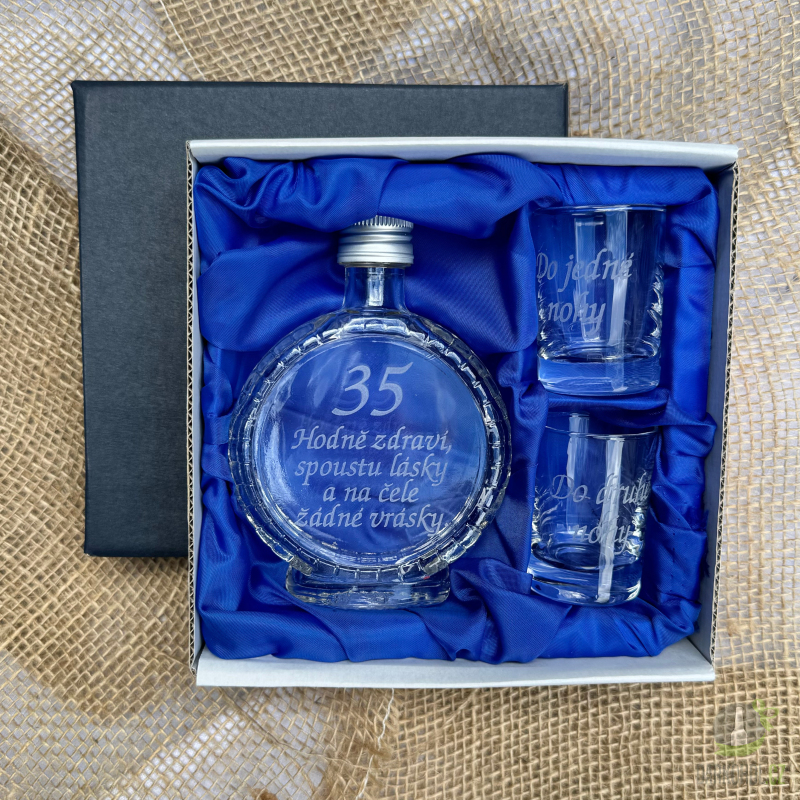 35
Hodně zdraví,
spoustu lásky
a na čele
žádné vrásky.
Do jedné
nohy
Do druhé
nohy